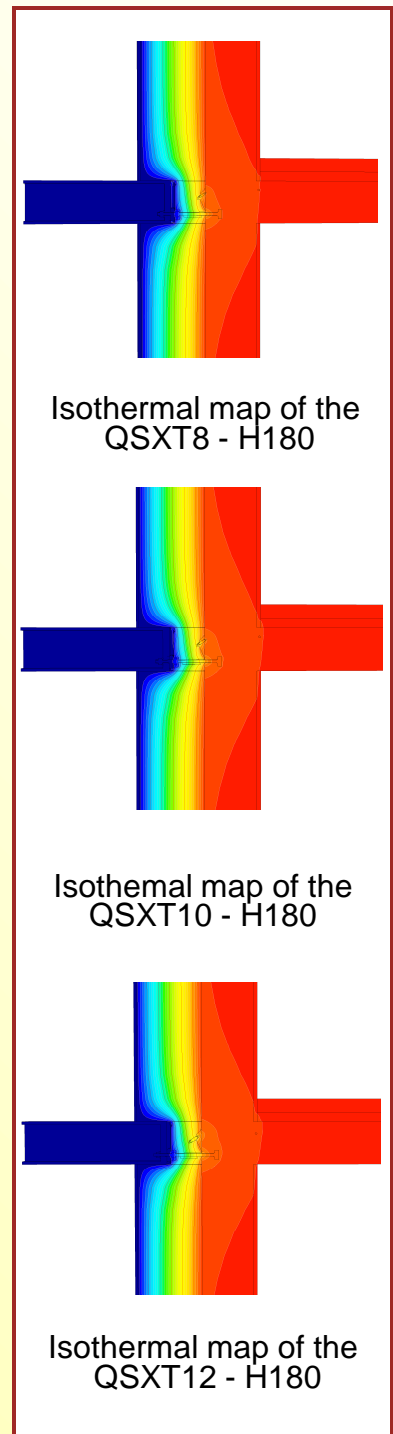 Isothermal map of the
QSXT8 - H180
Isothemal map of the
QSXT10 - H180
Isothermal map of the
QSXT12 - H180